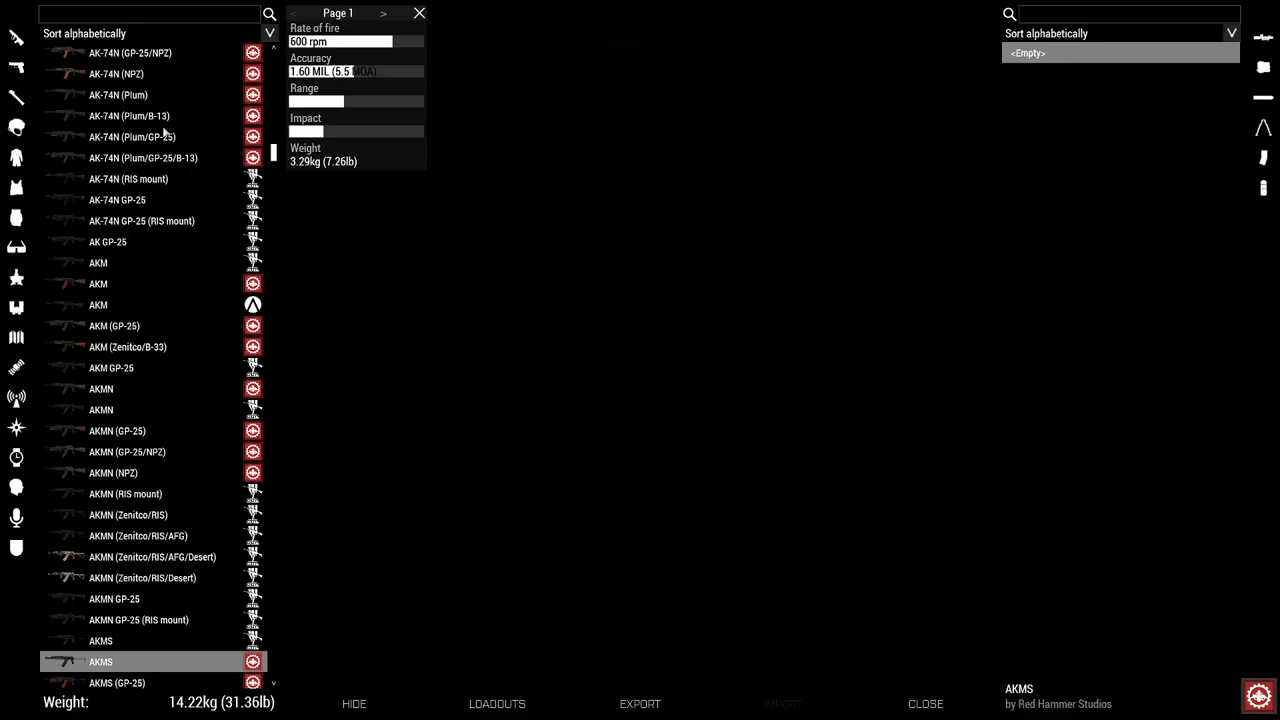 Sort alphabetically
AK-74N (GP-25/NPZ)
AK-74N (NPZ)
AK-74N (Plum)
AK-74N (Plum/B-13)
AK-74N (Plum/GP-25)
AK-74N (Plum/GP-25/B-13)
AK-74N (RIS mount)
AK-74N GP-25
AK-74N GP-25 (RIS mount)
AK GP-25
AKM
AKM
AKM
AKM (GP-25)
AKM (Zenitco/B-33)
AKM GP-25
AKMN
AKMN
AKMN (GP-25)
AKMN (GP-25/NPZ)
AKMN (NPZ)
AKMN (RIS mount)
AKMN (Zenitco/RIS)
AKMN (Zenitco/RIS/AFG)
AKMN (Zenitco/RIS/AFG/Desert)
AKMN (Zenitco/RIS/Desert)
AKMN GP-25
AKMN GP-25 (RIS mount)
AKMS
AKMS
AKMS (GP-25)
Weight: 14.22kg (31.36lb)
< Page 1 >
Rate of fire
600 rpm
Accuracy
1.60 MIL (5.5 MOA)
Range
Impact
Weight
3.29kg (7.26lb)
Sort alphabetically
<Empty>
HIDE
LOADOUTS
EXPORT
IMPORT
CLOSE
AKMS
by Red Hammer Studios